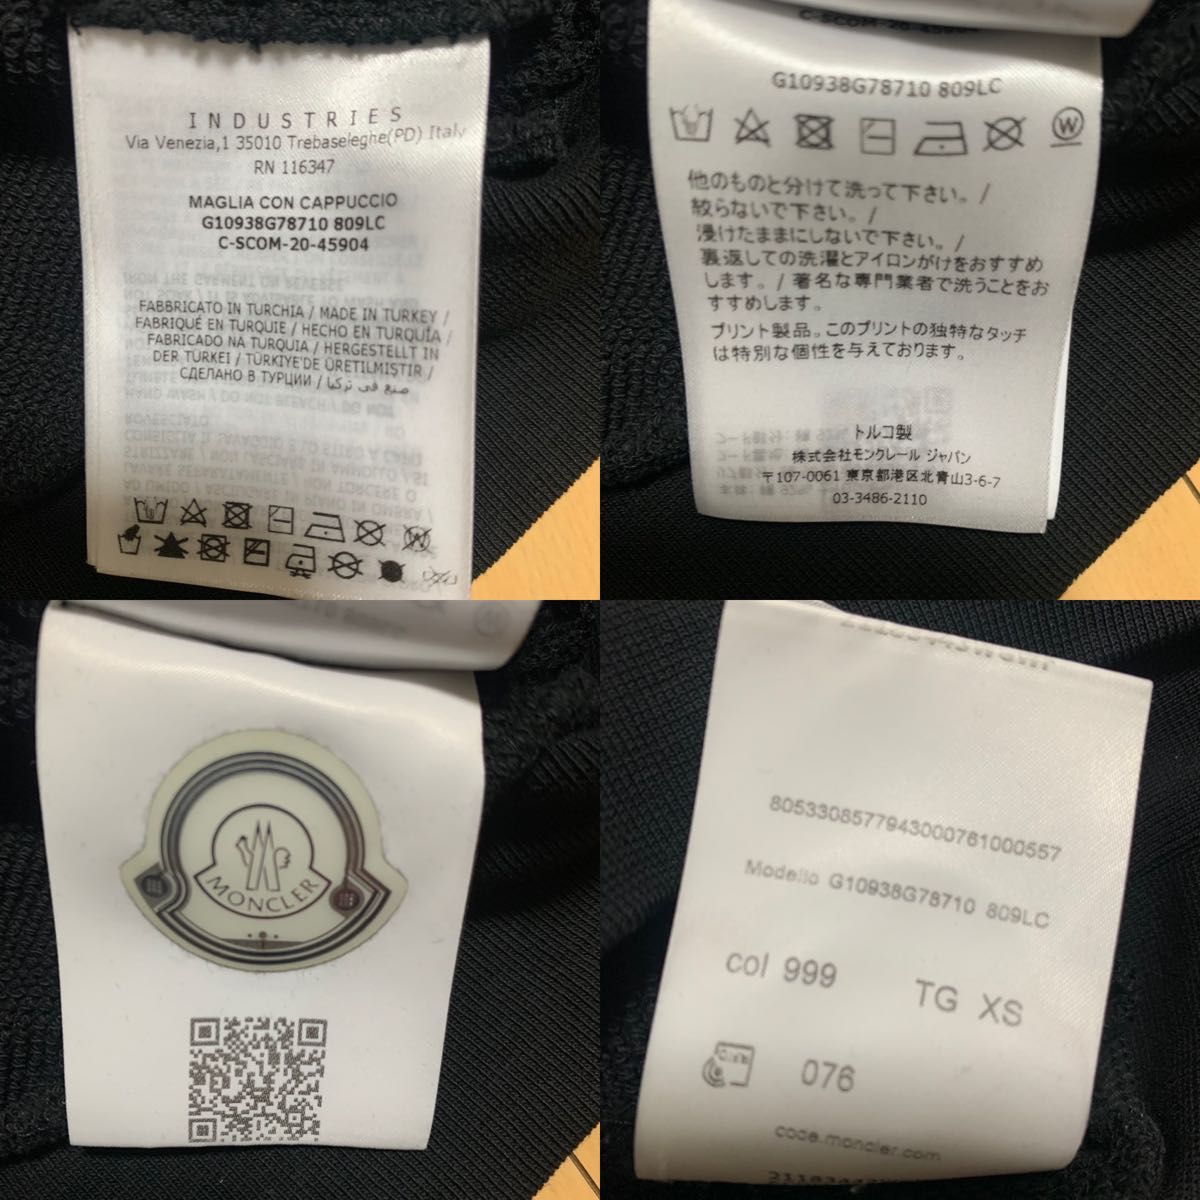 INDUSTRIES
Via Venezia,1 35010 Trebaseleghe(PD) Italy
RN 116347
MAGLIA CON CAPPUCCIO
G10938G78710 809LC
C-SCOM-20-45904
FABBRICATO IN TURCHIA / MADE IN TURKEY /
FABRIQUÉ EN TURQUIE / HECHO EN TURQUÍA /
FABRICADO NA TURQUIA / HERGESTELLT IN
DER TÜRKEI / TÜRKIYE'DE ÜRETILMIŞTIR /
СДЕЛАНО В ТУРЦИИ / صنع في تركيا
C-SCOM-20-45904
G10938G78710 809LC
W
他のものと分けて洗って下さい。/
絞らないで下さい。/
浸けたままにしないで下さい。/
裏返しての洗濯とアイロンがけをおすすめ
します。/ 著名な専門業者で洗うことをお
すすめします。
プリント製品。このプリントの独特なタッチ
は特別な個性を与えております。
トルコ製
株式会社モンクレール ジャパン
〒107-0061 東京都港区北青山3-6-7
03-3486-2110
MONCLER
8053308577943000761000557
Modello G10938G78710 809LC
col 999
TG XS
RFID
076
code.moncler.com